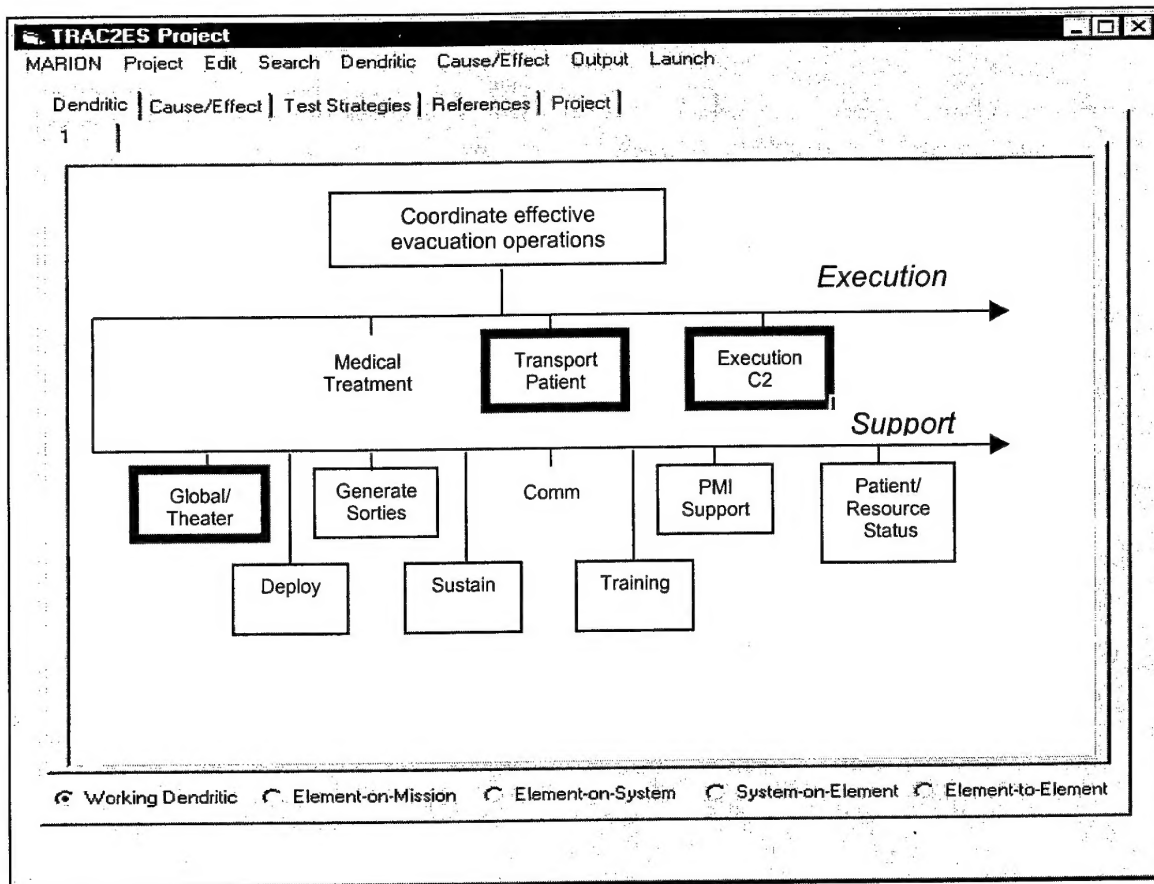 TRAC2ES Project
MARION Project Edit Search Dendritic Cause/Effect Output Launch
Dendritic Cause/Effect Test Strategies References Project
1
Coordinate effective
evacuation operations
Execution
Medical
Treatment
Transport
Patient
Execution
C2
Support
Global/
Theater
Generate
Sorties
Comm
PMI
Support
Patient/
Resource
Status
Deploy
Sustain
Training
Working Dendritic Element-on-Mission Element-on-System System-on-Element Element-to-Element